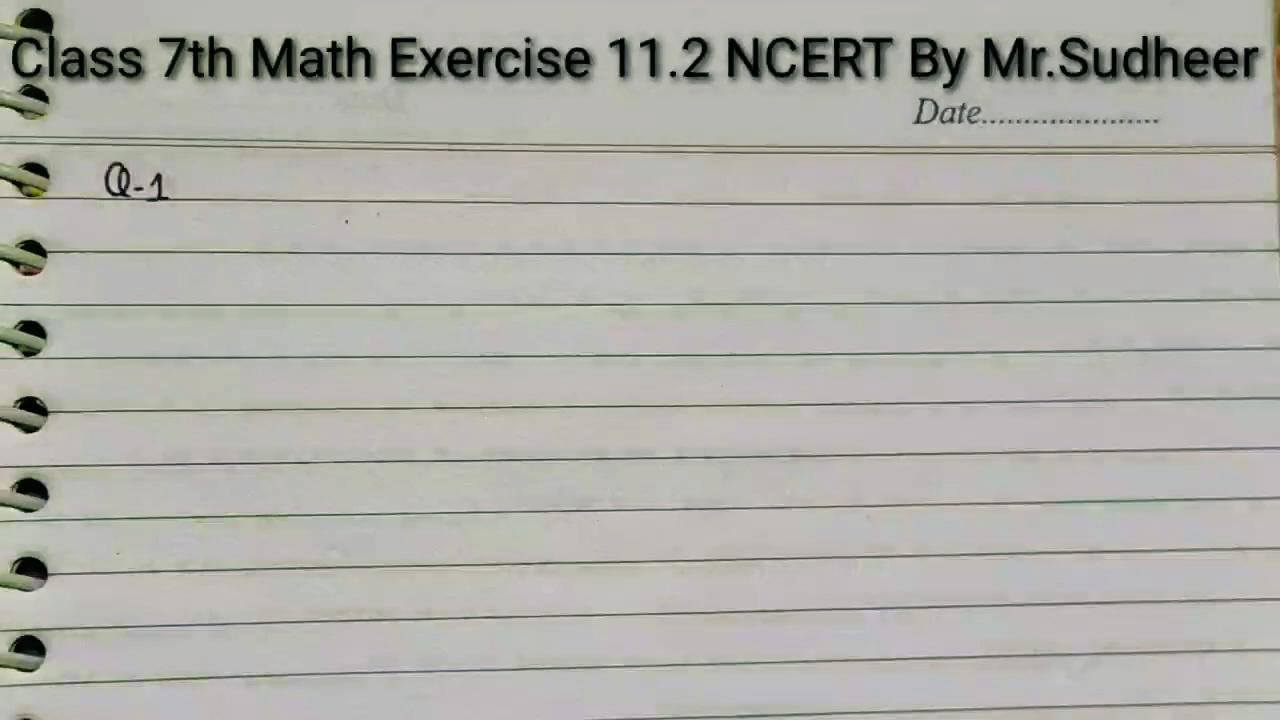 Class 7th Math Exercise 11.2 NCERT By Mr.Sudheer
Date.....................
Q-1